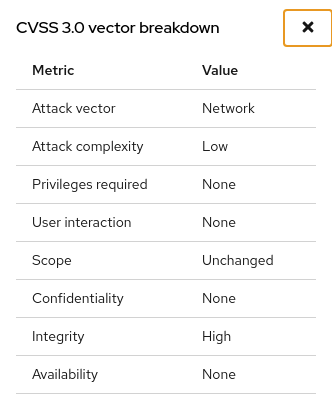 CVSS 3.0 vector breakdown
Metric Value
Attack vector Network
Attack complexity Low
Privileges required None
User interaction None
Scope Unchanged
Confidentiality None
Integrity High
Availability None